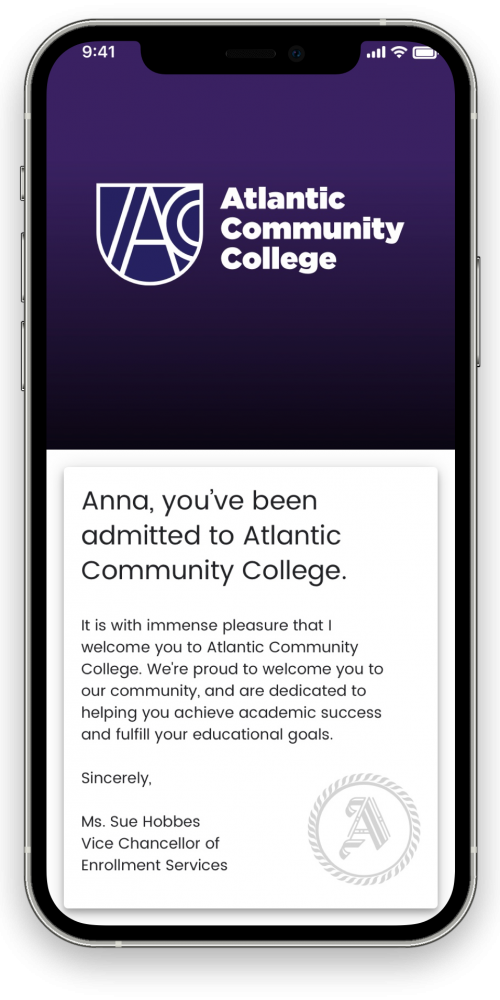 9:41
AC
Atlantic
Community
College
Anna, you’ve been
admitted to Atlantic
Community College.
It is with immense pleasure that I
welcome you to Atlantic Community
College. We're proud to welcome you to
our community, and are dedicated to
helping you achieve academic success
and fulfill your educational goals.
Sincerely,
Ms. Sue Hobbes
Vice Chancellor of
Enrollment Services
A